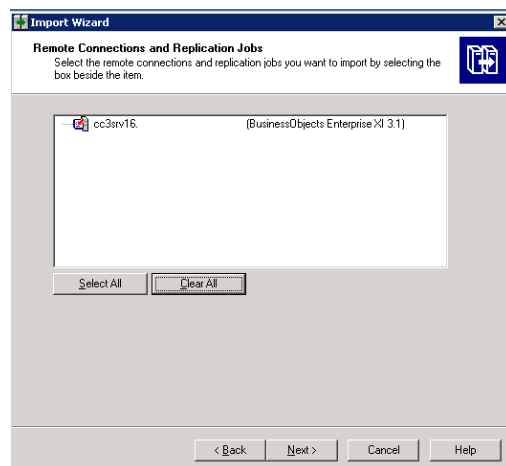 Import Wizard
Remote Connections and Replication Jobs
Select the remote connections and replication jobs you want to import by selecting the
box beside the item.
cc3srv16. (BusinessObjects Enterprise XI 3.1)
Select All Clear All
< Back Next > Cancel Help